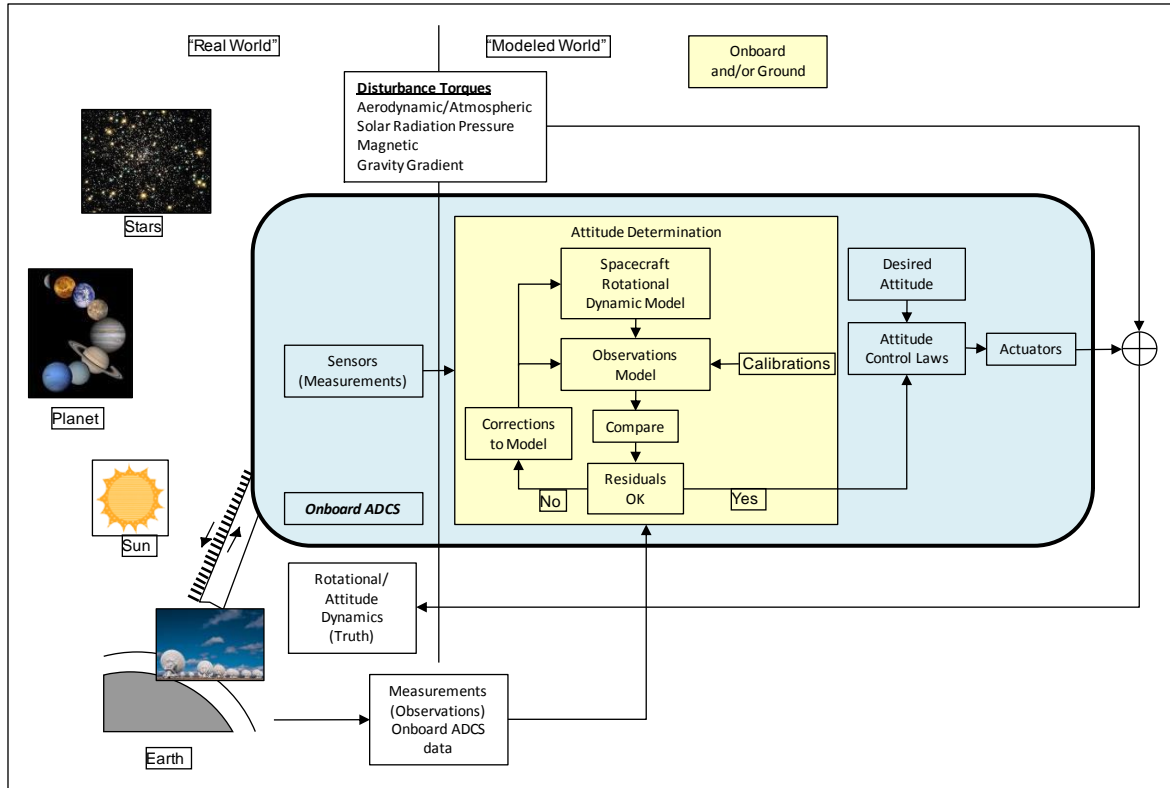 “Real World”
“Modeled World”
Onboard
and/or Ground
Disturbance Torques
Aerodynamic/Atmospheric
Solar Radiation Pressure
Magnetic
Gravity Gradient
Stars
Attitude Determination
Spacecraft
Rotational
Dynamic Model
Desired
Attitude
Planet
Sensors
(Measurements)
Observations
Model
Calibrations
Attitude
Control Laws
Actuators
Corrections
to Model
Compare
Residuals
OK
No
Yes
Onboard ADCS
Sun
Rotational/
Attitude
Dynamics
(Truth)
Measurements
(Observations)
Onboard ADCS
data
Earth